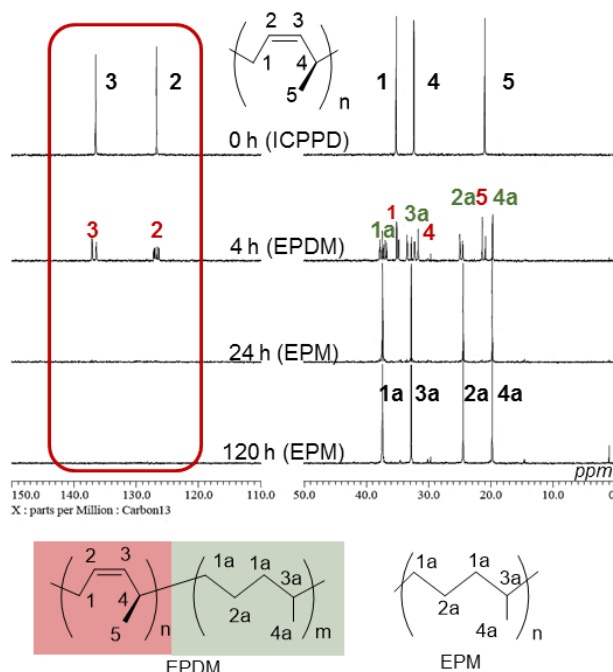 2 3
1 4
5 n
3 2 1 4 5
0 h (ICPPD)
3 2 1a 1 3a 4 2a 5 4a
4 h (EPDM)
24 h (EPM)
1a 3a 2a 4a
120 h (EPM)
ppm
150.0 140.0 130.0 120.0 110.0 50.0 40.0 30.0 20.0 10.0 0
X : parts per Million : Carbon13
2 3 1a 1a 3a 1a 1a 3a
1 4 2a 2a
5 n 4a m 4a n
EPDM EPM